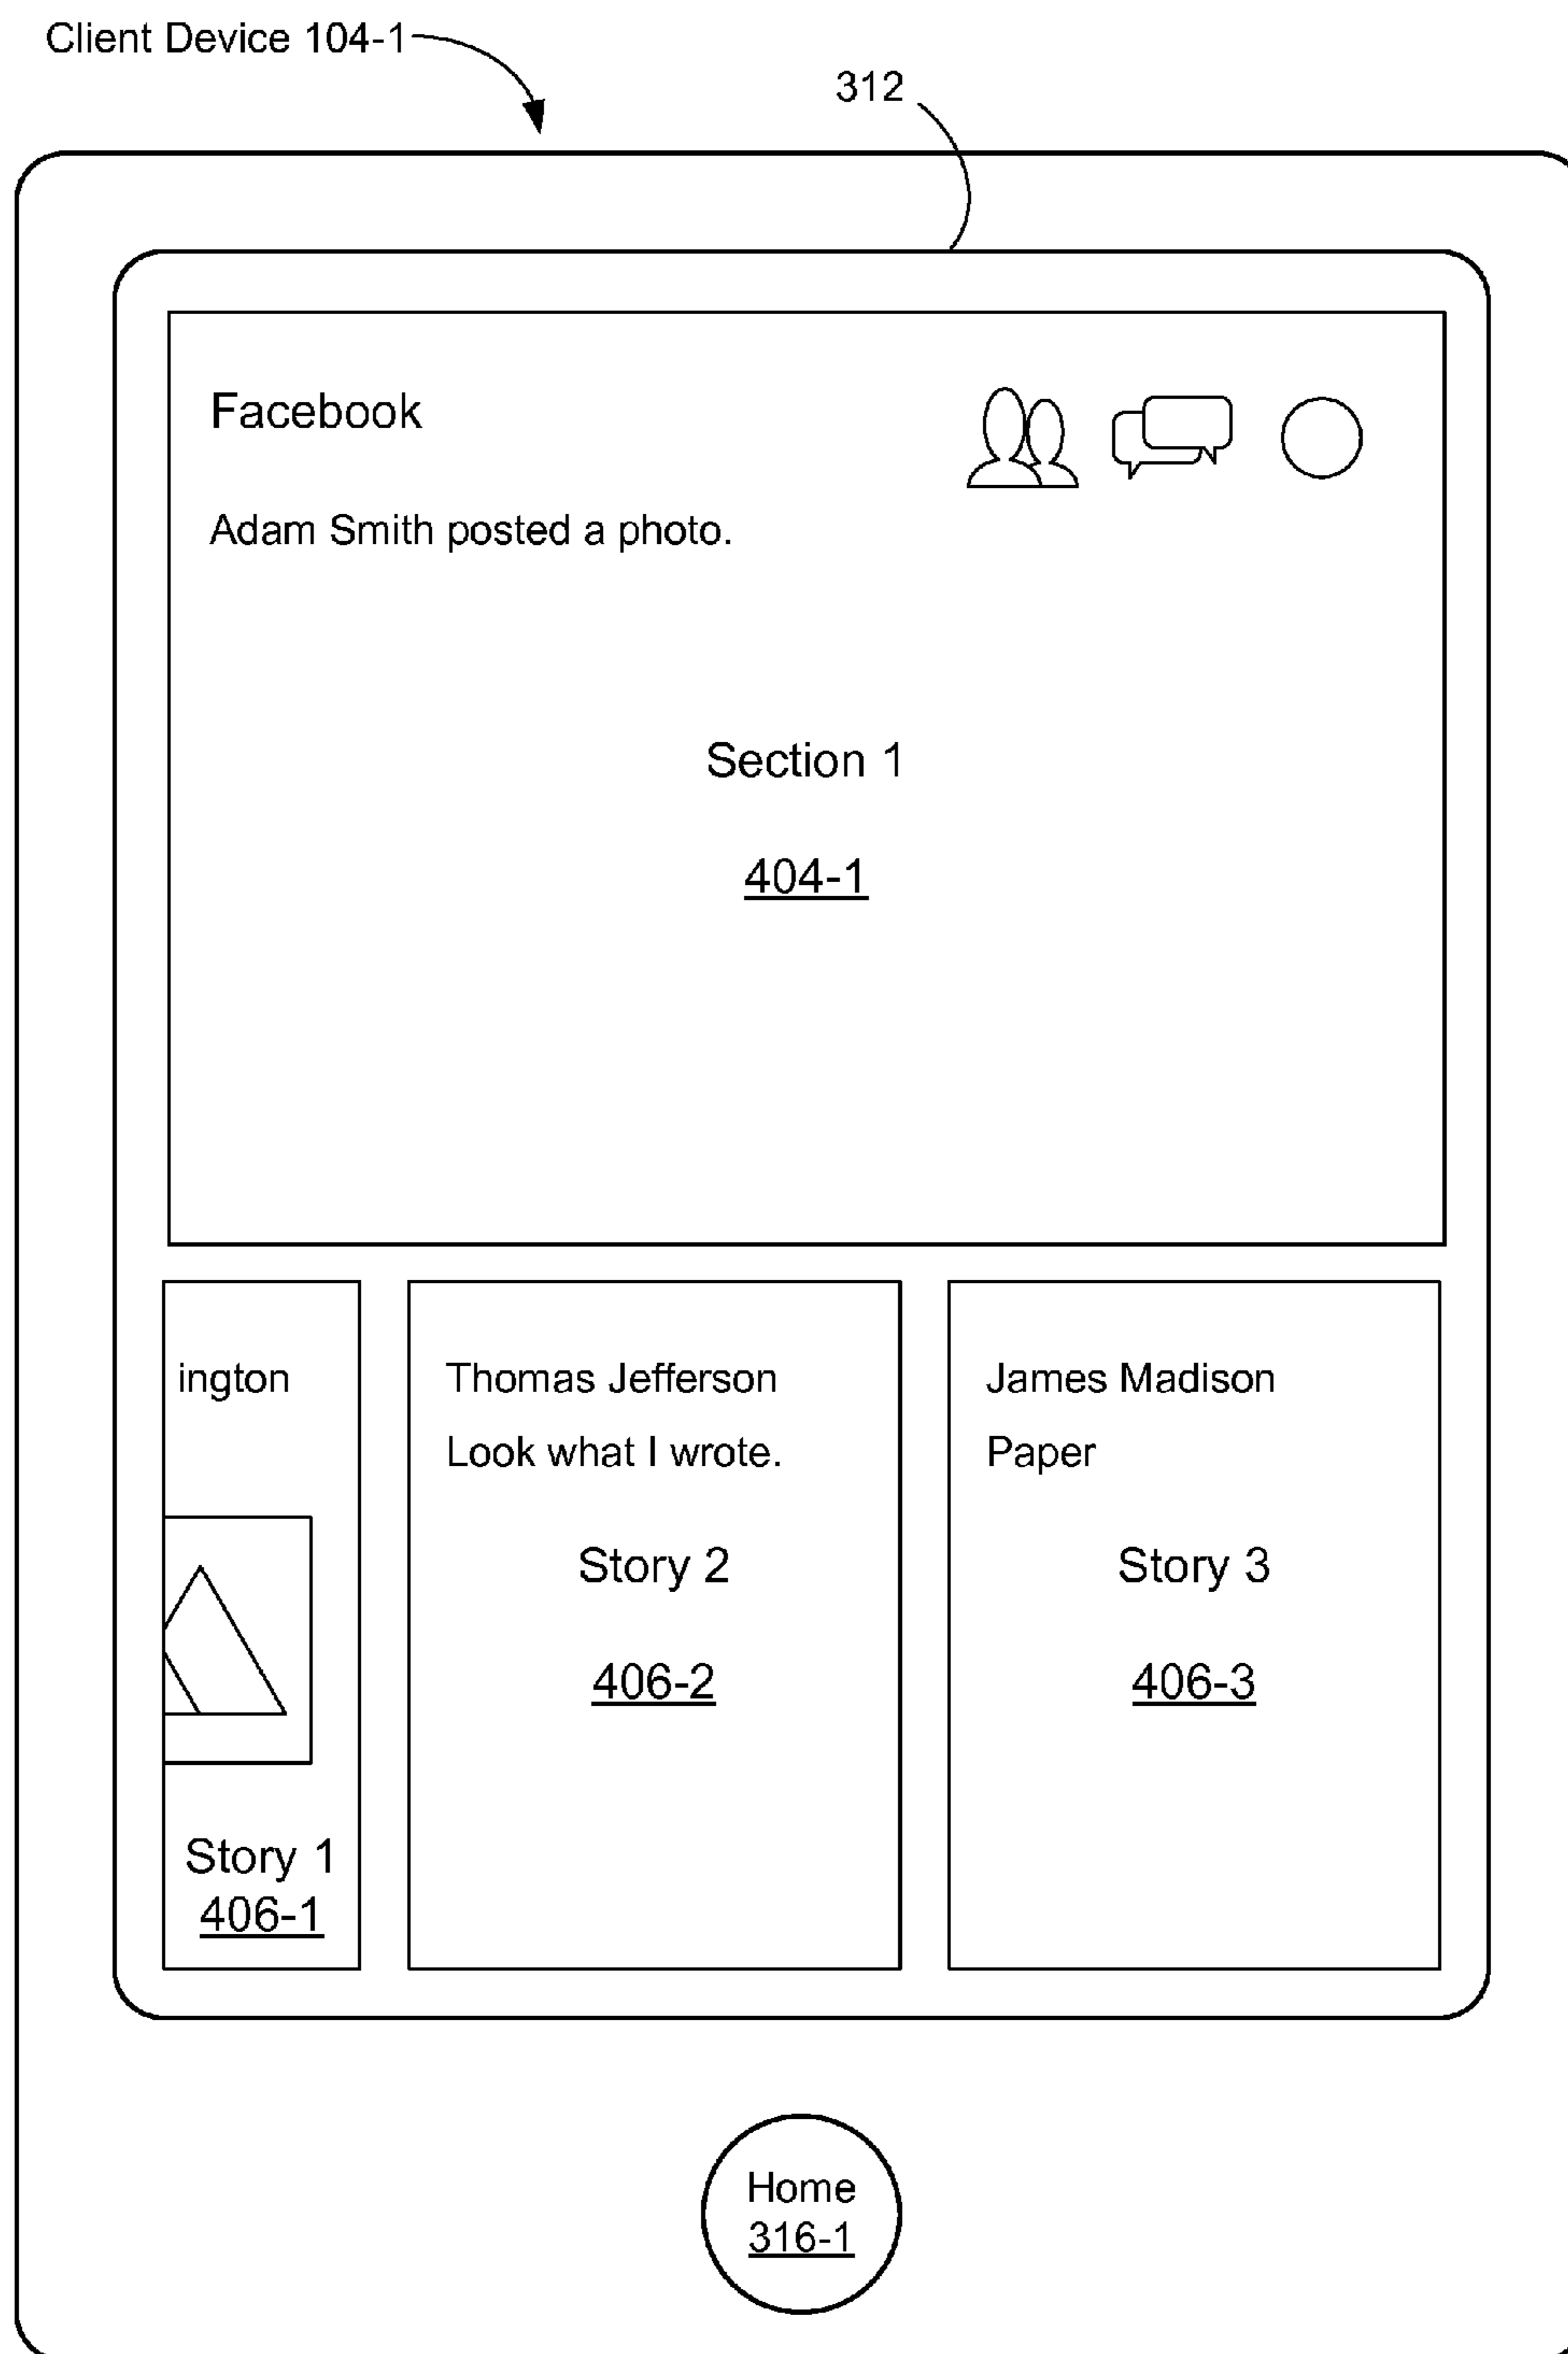 Client Device 104-1
312
Facebook
Adam Smith posted a photo.
Section 1
404-1
ington
Story 1
406-1
Thomas Jefferson
Look what I wrote.
Story 2
406-2
James Madison
Paper
Story 3
406-3
Home
316-1